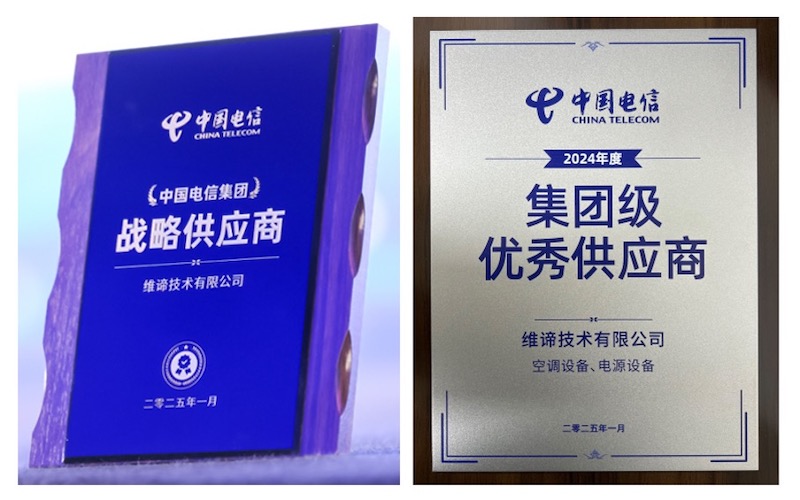 中国电信
CHINA TELECOM
中国电信集团
战略供应商
维谛技术有限公司
二零二五年一月
中国电信
CHINA TELECOM
2024年度
集团级
优秀供应商
维谛技术有限公司
空调设备、电源设备
二零二五年一月